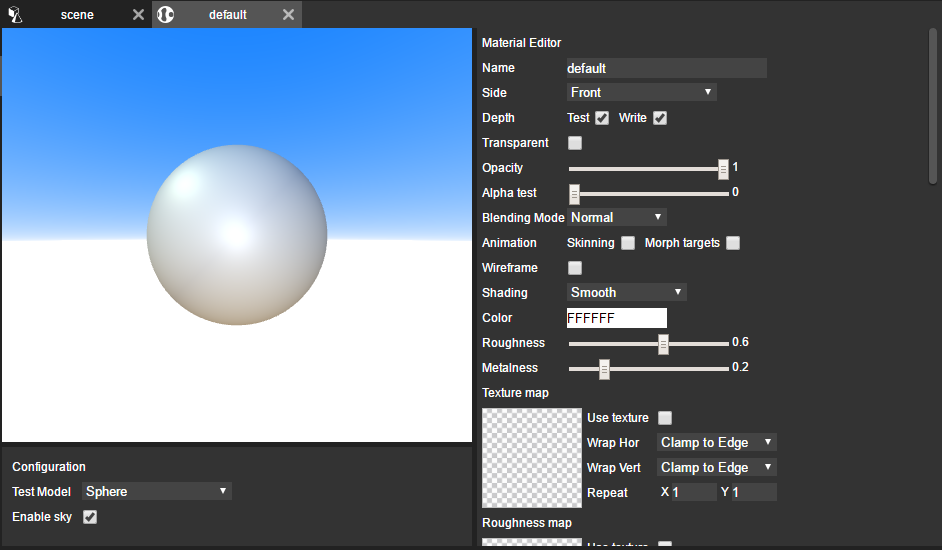 scene
default
Material Editor
Name default
Side Front
Depth Test Write
Transparent
Opacity 1
Alpha test 0
Blending Mode Normal
Animation Skinning Morph targets
Wireframe
Shading Smooth
Color FFFFFF
Roughness 0.6
Metalness 0.2
Texture map
Use texture
Wrap Hor Clamp to Edge
Wrap Vert Clamp to Edge
Repeat X 1 Y 1
Roughness map
Use texture
Configuration
Test Model Sphere
Enable sky